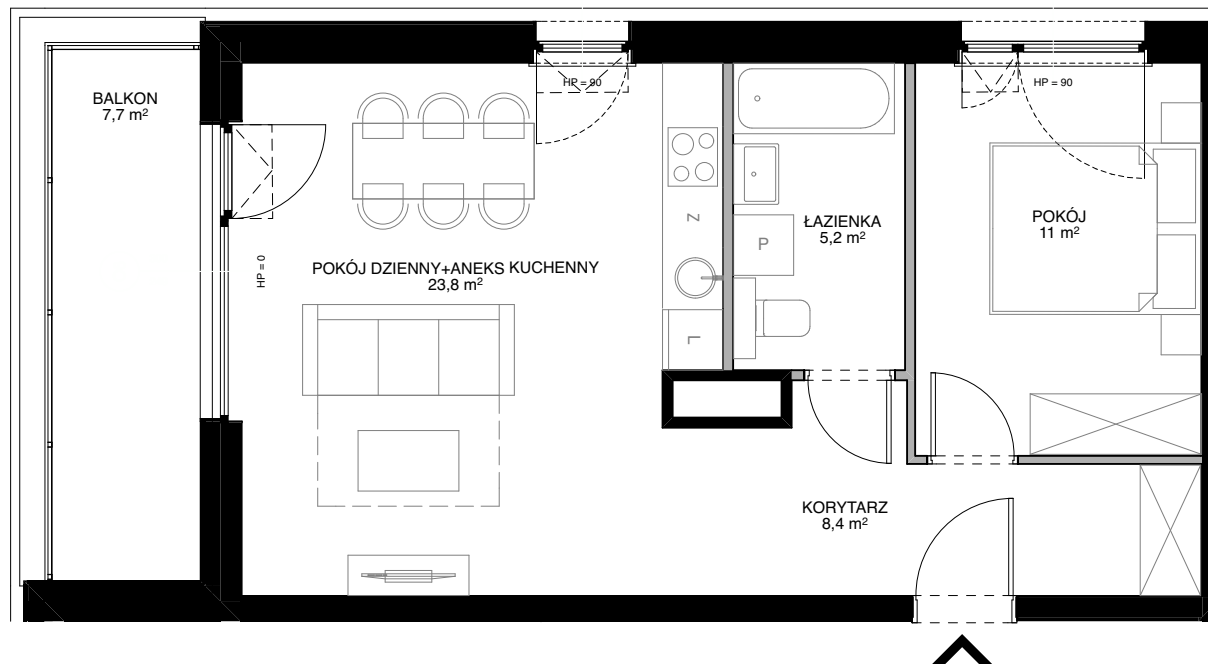 BALKON
7,7 m²
HP = 90
HP = 90
HP = 0
POKÓJ DZIENNY+ANEKS KUCHENNY
23,8 m²
Z
L
P
ŁAZIENKA
5,2 m²
POKÓJ
11 m²
KORYTARZ
8,4 m²